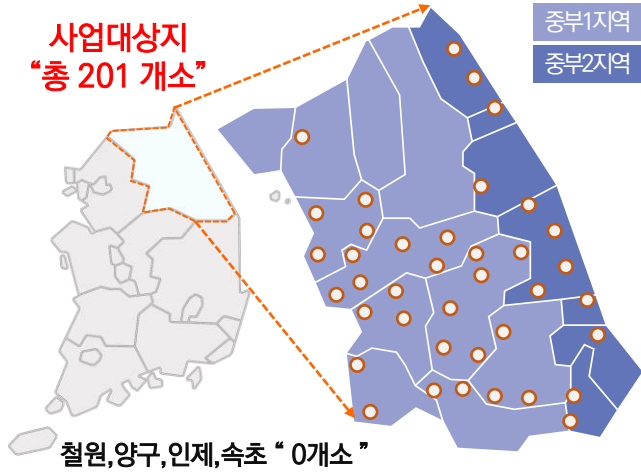 사업대상지
“총 201 개소”
중부1지역
중부2지역
철원,양구,인제,속초 “ 0개소 ”